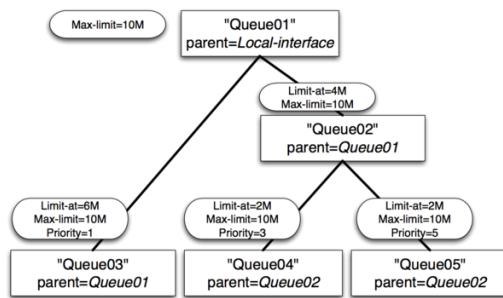 Max-limit=10M
"Queue01"
parent=Local-interface
Limit-at=4M
Max-limit=10M
"Queue02"
parent=Queue01
Limit-at=6M
Max-limit=10M
Priority=1
"Queue03"
parent=Queue01
Limit-at=2M
Max-limit=10M
Priority=3
"Queue04"
parent=Queue02
Limit-at=2M
Max-limit=10M
Priority=5
"Queue05"
parent=Queue02